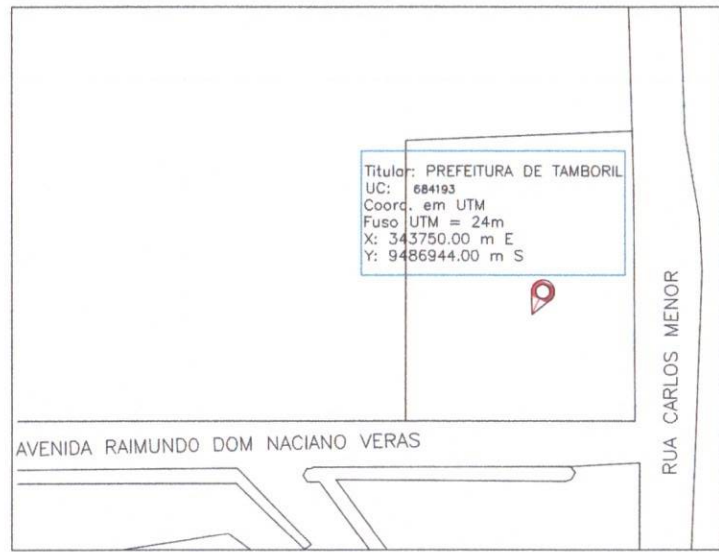 Titular: PREFEITURA DE TAMBORIL
UC: 684193
Coord. em UTM
Fuso UTM = 24m
X: 343750.00 m E
Y: 9486944.00 m S
RUA CARLOS MENOR
AVENIDA RAIMUNDO DOM NACIANO VERAS